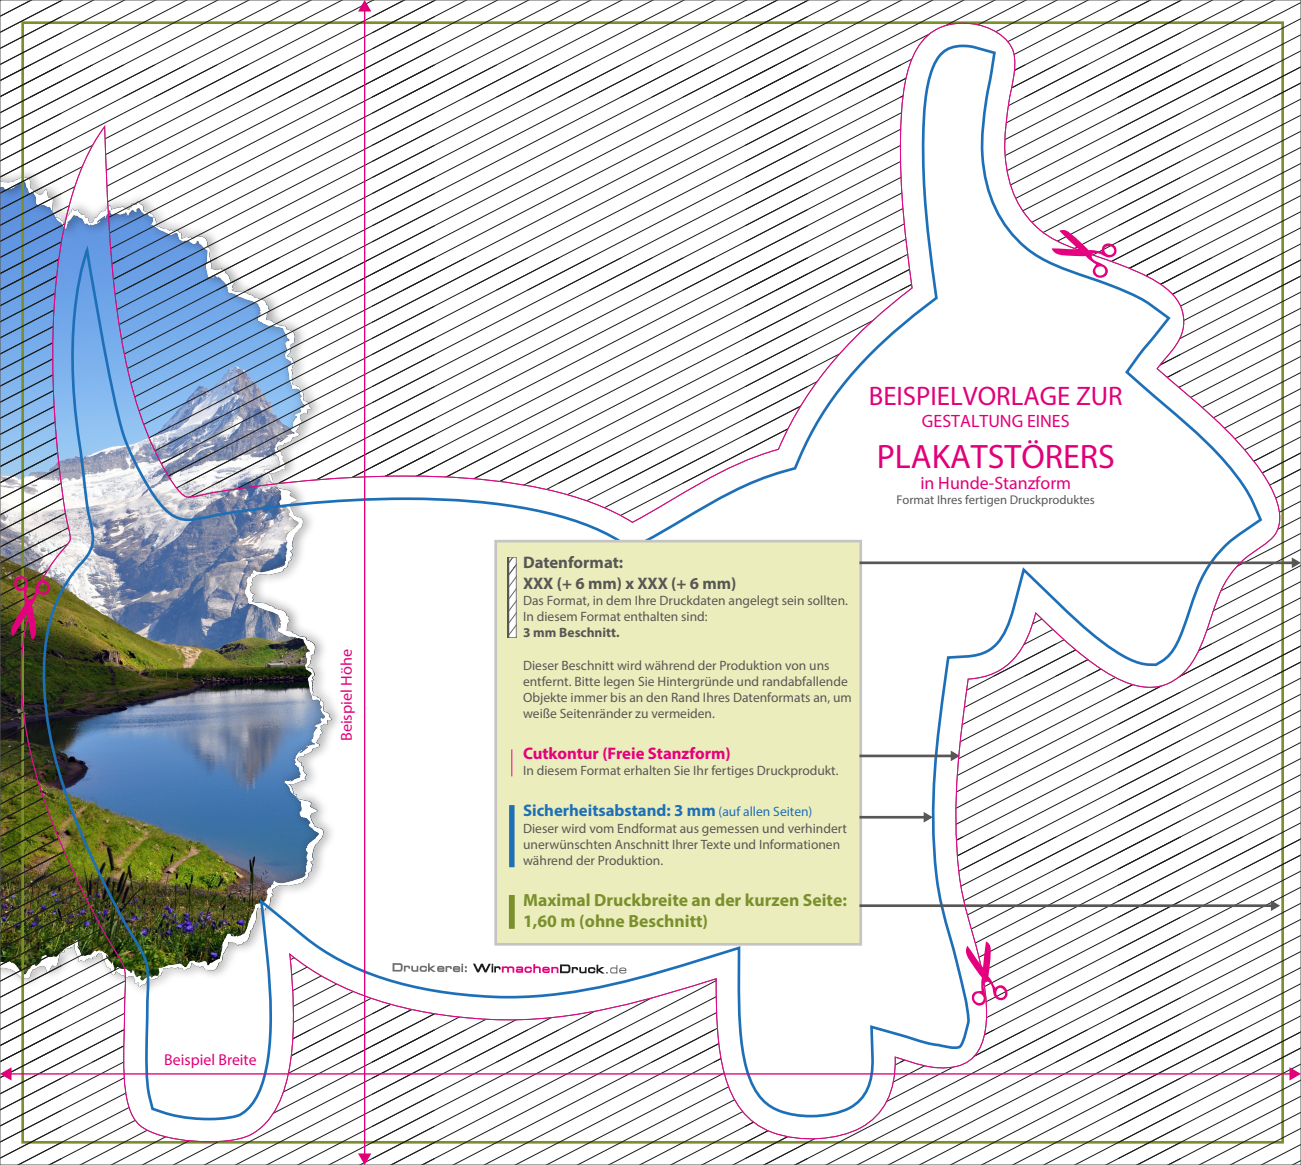 BEISPIELVORLAGE ZUR
GESTALTUNG EINES
PLAKATSTÖRERS
in Hunde-Stanzform
Format Ihres fertigen Druckproduktes
Datenformat:
XXX (+ 6 mm) x XXX (+ 6 mm)
Das Format, in dem Ihre Druckdaten angelegt sein sollten.
In diesem Format enthalten sind:
3 mm Beschnitt.
Dieser Beschnitt wird während der Produktion von uns
entfernt. Bitte legen Sie Hintergründe und randabfallende
Objekte immer bis an den Rand Ihres Datenformats an, um
weiße Seitenränder zu vermeiden.
Cutkontur (Freie Stanzform)
In diesem Format erhalten Sie Ihr fertiges Druckprodukt.
Sicherheitsabstand: 3 mm (auf allen Seiten)
Dieser wird vom Endformat aus gemessen und verhindert
unerwünschten Anschnitt Ihrer Texte und Informationen
während der Produktion.
Maximal Druckbreite an der kurzen Seite:
1,60 m (ohne Beschnitt)
Beispiel Höhe
Druckerei: WirmachenDruck.de
Beispiel Breite